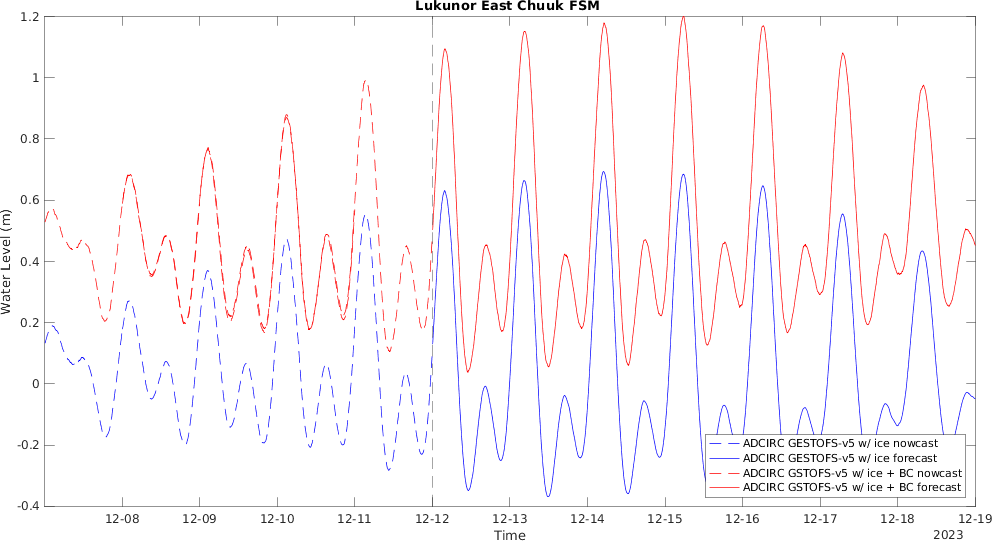 Lukunor East Chuuk FSM
1.2
1
0.8
0.6
0.4
0.2
0
-0.2
-0.4
Water Level (m)
ADCIRC GESTOFS-v5 w/ ice nowcast
ADCIRC GESTOFS-v5 w/ ice forecast
ADCIRC GSTOFS-v5 w/ ice + BC nowcast
ADCIRC GSTOFS-v5 w/ ice + BC forecast
12-08 12-09 12-10 12-11 12-12 12-13 12-14 12-15 12-16 12-17 12-18 12-19
Time
2023